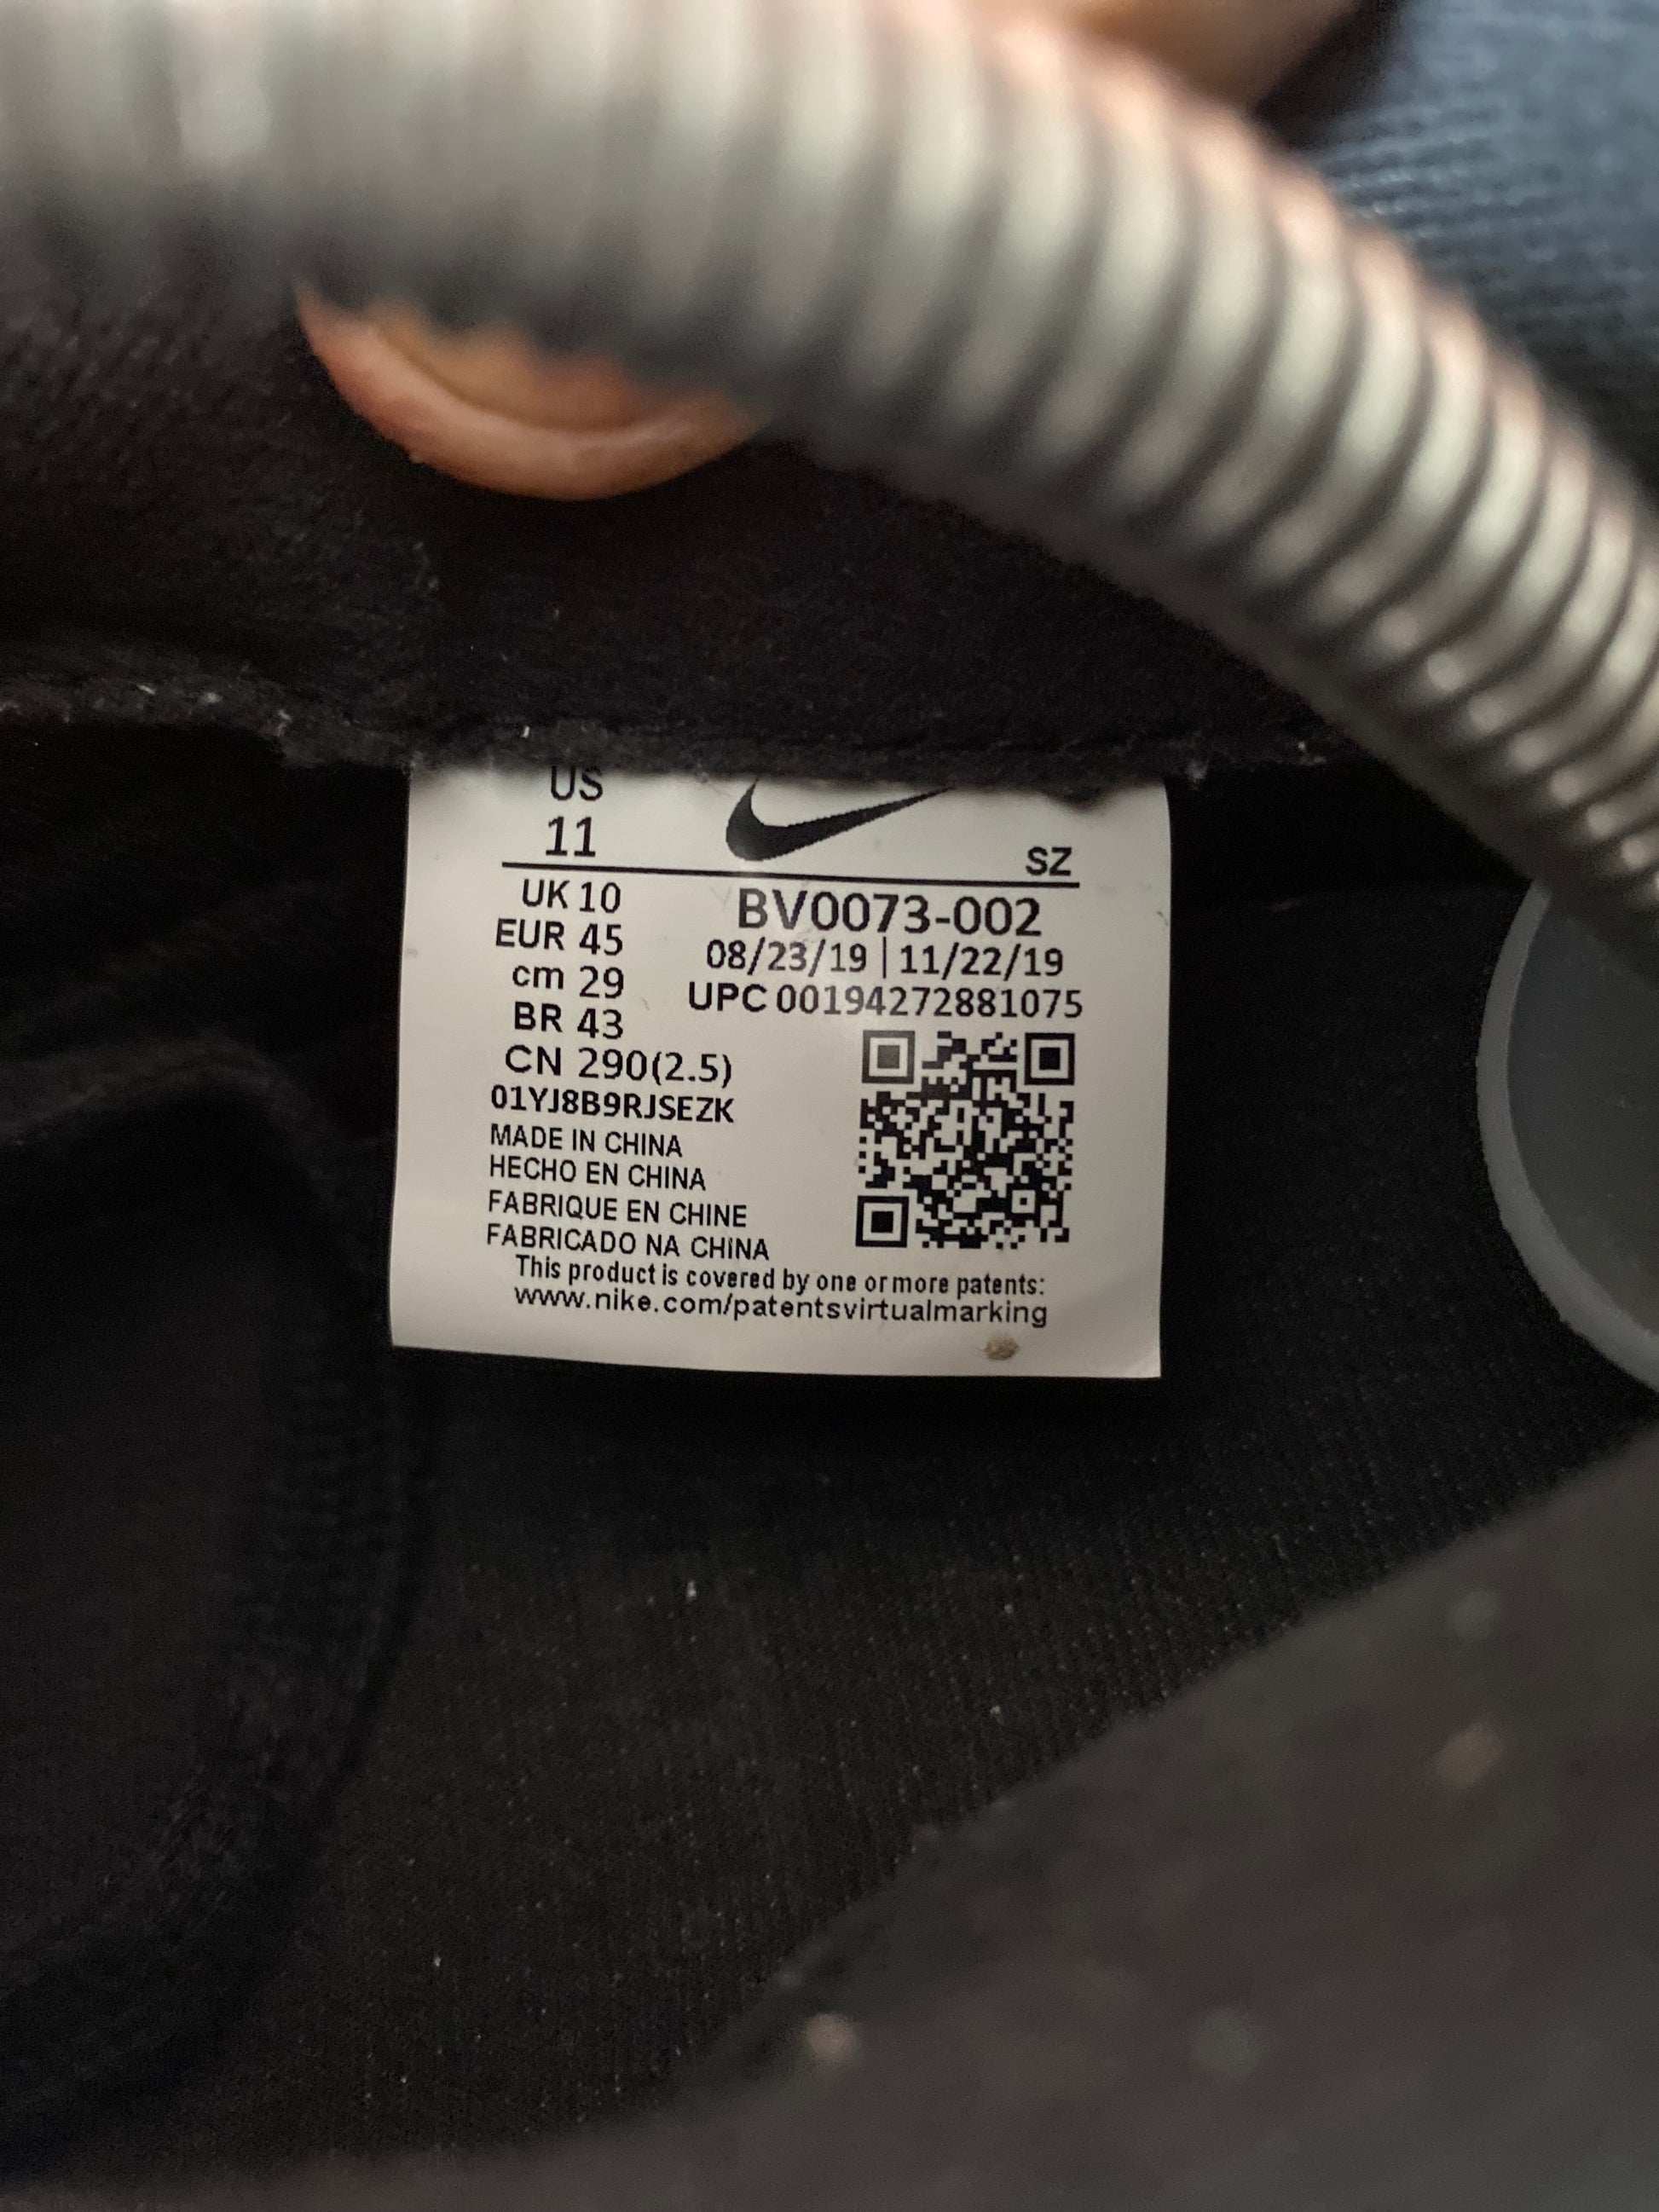 US
11
SZ
UK 10
EUR 45
cm 29
BR 43
CN 290(2.5)
01YJ8B9RJSEZK
BV0073-002
08/23/19 | 11/22/19
UPC 00194272881075
MADE IN CHINA
HECHO EN CHINA
FABRIQUE EN CHINE
FABRICADO NA CHINA
This product is covered by one or more patents:
www.nike.com/patentsvirtualmarking